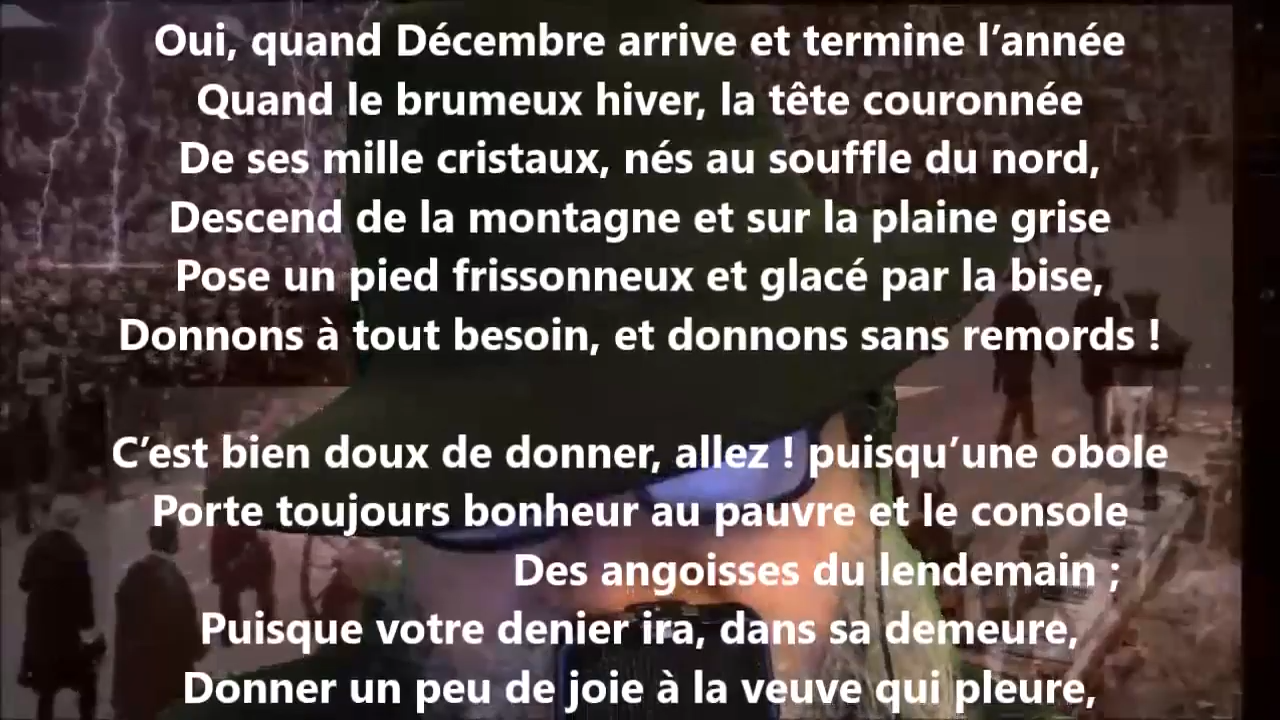 Oui, quand Décembre arrive et termine l’année
Quand le brumeux hiver, la tête couronnée
De ses mille cristaux, nés au souffle du nord,
Descend de la montagne et sur la plaine grise
Pose un pied frissonneux et glacé par la bise,
Donnons à tout besoin, et donnons sans remords !
C’est bien doux de donner, allez ! puisqu’une obole
Porte toujours bonheur au pauvre et le console
Des angoisses du lendemain ;
Puisque votre denier ira, dans sa demeure,
Donner un peu de joie à la veuve qui pleure,